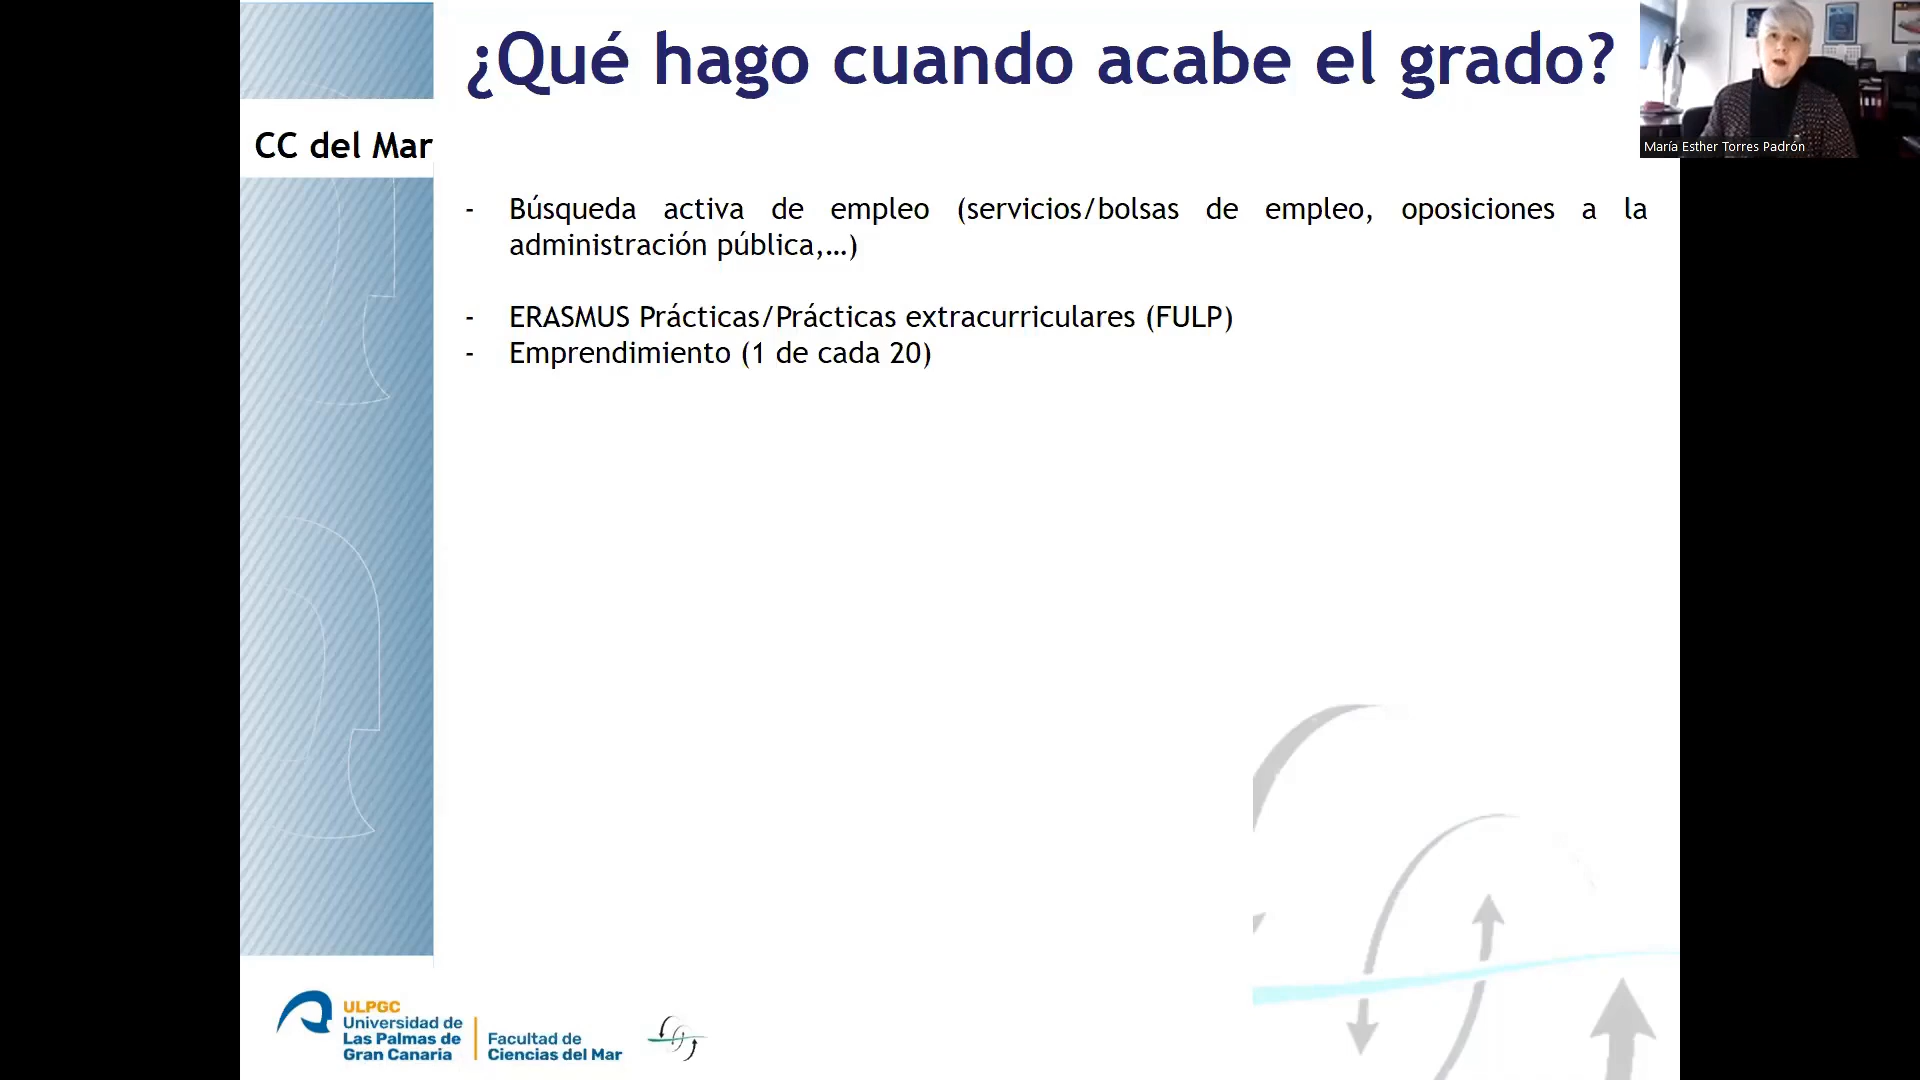 ¿Qué hago cuando acabe el grado?
CC del Mar
- Búsqueda activa de empleo (servicios/bolsas de empleo, oposiciones a la
administración pública,…)
- ERASMUS Prácticas/Prácticas extracurriculares (FULP)
- Emprendimiento (1 de cada 20)
María Esther Torres Padrón
ULPGC
Universidad de
Las Palmas de
Gran Canaria
Facultad de
Ciencias del Mar